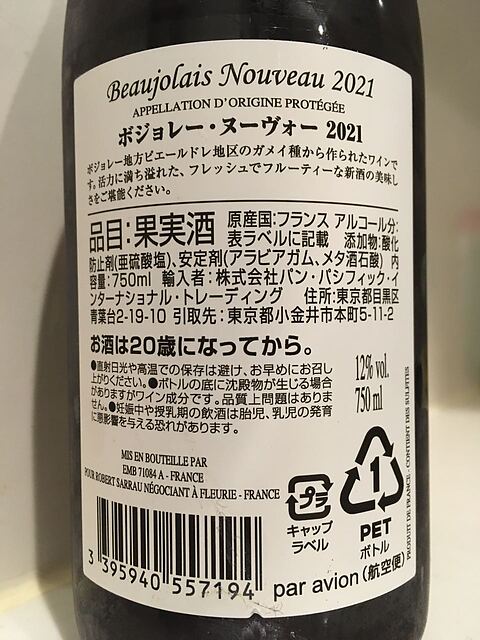 Beaujolais Nouveau 2021
APPELLATION D'ORIGINE PROTÉGÉE
ボジョレー・ヌーヴォー 2021
ボジョレー地方ピエールドレ地区のガメイ種から作られたワインで
す。活力に満ち溢れた、フレッシュでフルーティーな新酒の美味し
さをご堪能ください。
品目:果実酒 原産国:フランス アルコール分:
表ラベルに記載 添加物:酸化
防止剤(亜硫酸塩)、安定剤(アラビアガム、メタ酒石酸) 内
容量:750ml 輸入者:株式会社パン・パシフィック・イ
ンターナショナル・トレーディング 住所:東京都目黒区
青葉台2-19-10 引取先:東京都小金井市本町5-11-2
お酒は20歳になってから。
●直射日光や高温での保存は避け、お早めにお召し
上がりください。●ボトルの底に沈殿物が生じる場合
がありますがワイン成分です。品質上問題はありま
せん。●妊娠中や授乳期の飲酒は胎児、乳児の発育
に悪影響を与える恐れがあります。
12% vol.
750 ml
MIS EN BOUTEILLE PAR
EMB 71084 A - FRANCE
POUR ROBERT SARRAU NÉGOCIANT À FLEURIE - FRANCE
プラ
キャップ
ラベル
1
PET
ボトル
PRODUIT DE FRANCE - CONTIENT DES SULFITES
3 395940 557194
par avion (航空便)